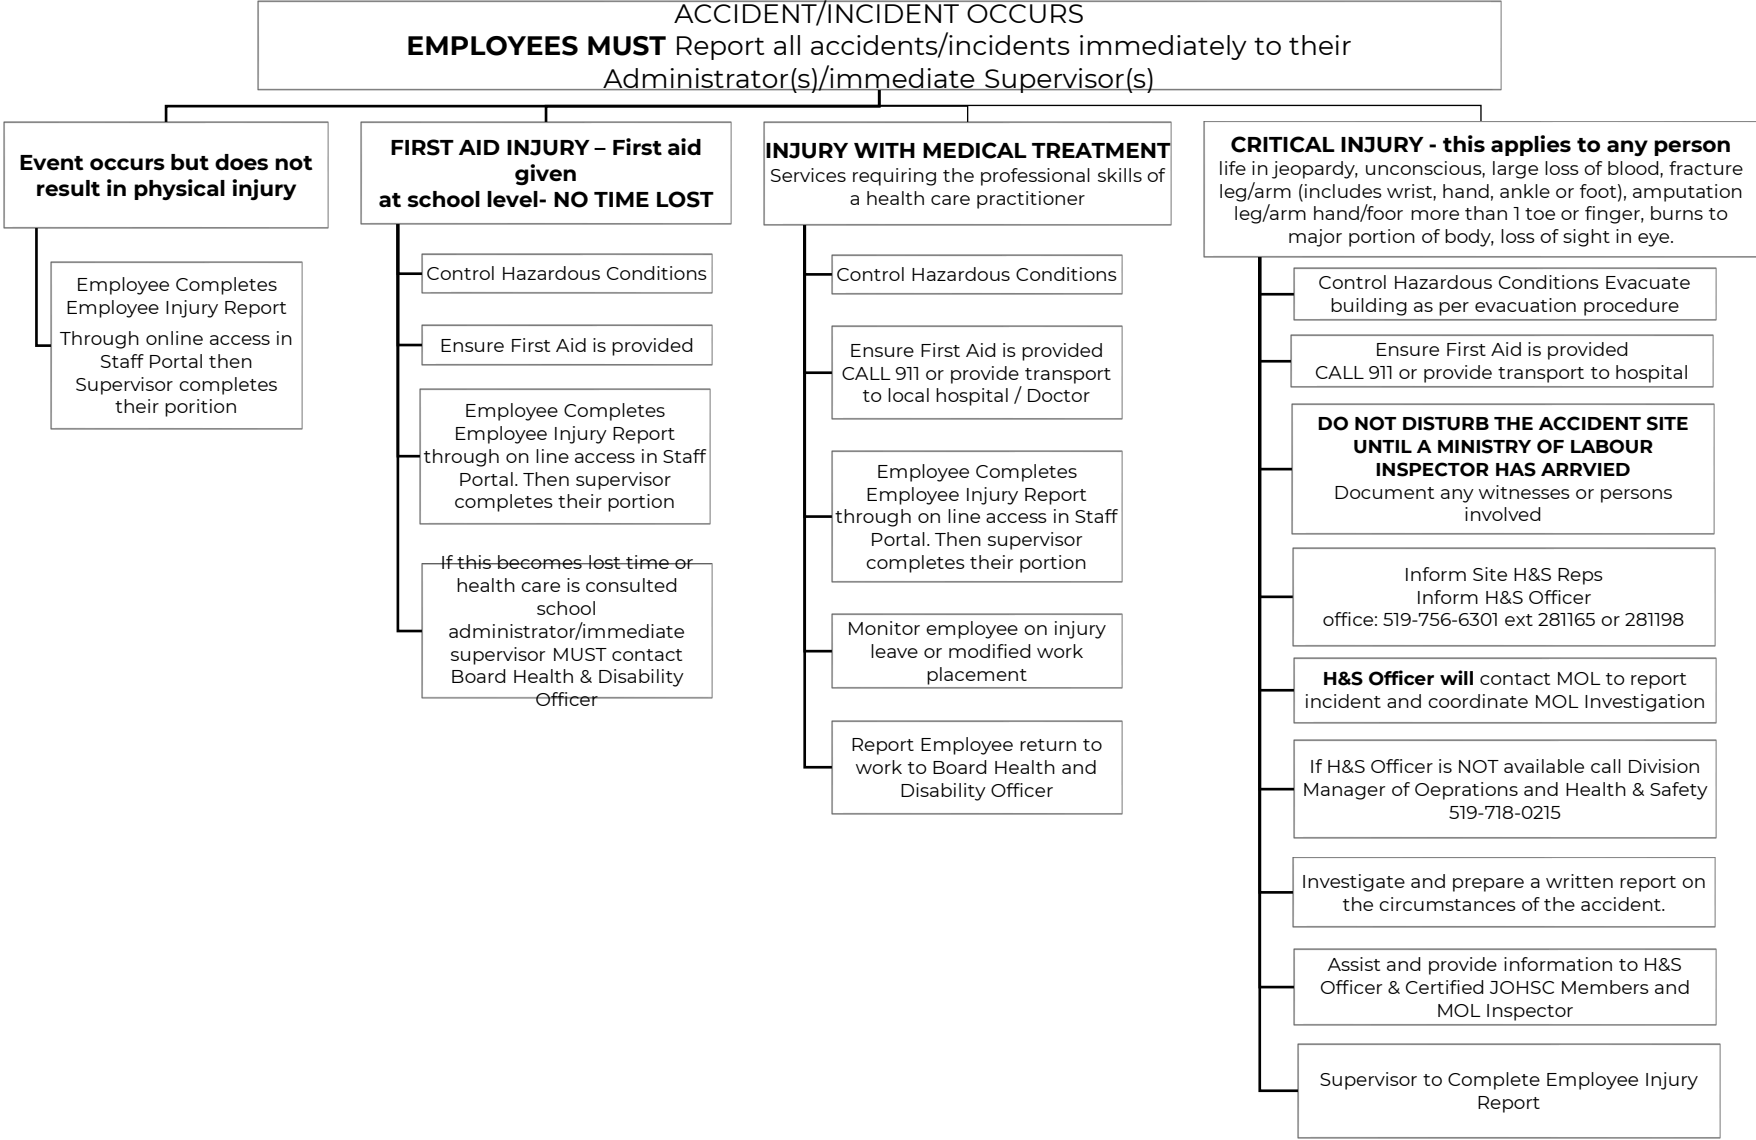 ACCIDENT/INCIDENT OCCURS
EMPLOYEES MUST Report all accidents/incidents immediately to their
Administrator(s)/immediate Supervisor(s)
Event occurs but does not
result in physical injury
Employee Completes
Employee Injury Report
Through online access in
Staff Portal then
Supervisor completes
their porition
FIRST AID INJURY – First aid
given
at school level- NO TIME LOST
Control Hazardous Conditions
Ensure First Aid is provided
Employee Completes
Employee Injury Report
through on line access in Staff
Portal. Then supervisor
completes their portion
If this becomes lost time or
health care is consulted
school
administrator/immediate
supervisor MUST contact
Board Health & Disability
Officer
INJURY WITH MEDICAL TREATMENT
Services requiring the professional skills of
a health care practitioner
Control Hazardous Conditions
Ensure First Aid is provided
CALL 911 or provide transport
to local hospital / Doctor
Employee Completes
Employee Injury Report
through on line access in Staff
Portal. Then supervisor
completes their portion
Monitor employee on injury
leave or modified work
placement
Report Employee return to
work to Board Health and
Disability Officer
CRITICAL INJURY - this applies to any person
life in jeopardy, unconscious, large loss of blood, fracture
leg/arm (includes wrist, hand, ankle or foot), amputation
leg/arm hand/foor more than 1 toe or finger, burns to
major portion of body, loss of sight in eye.
Control Hazardous Conditions Evacuate
building as per evacuation procedure
Ensure First Aid is provided
CALL 911 or provide transport to hospital
DO NOT DISTURB THE ACCIDENT SITE
UNTIL A MINISTRY OF LABOUR
INSPECTOR HAS ARRVIED
Document any witnesses or persons
involved
Inform Site H&S Reps
Inform H&S Officer
office: 519-756-6301 ext 281165 or 281198
H&S Officer will contact MOL to report
incident and coordinate MOL Investigation
If H&S Officer is NOT available call Division
Manager of Oeprations and Health & Safety
519-718-0215
Investigate and prepare a written report on
the circumstances of the accident.
Assist and provide information to H&S
Officer & Certified JOHSC Members and
MOL Inspector
Supervisor to Complete Employee Injury
Report